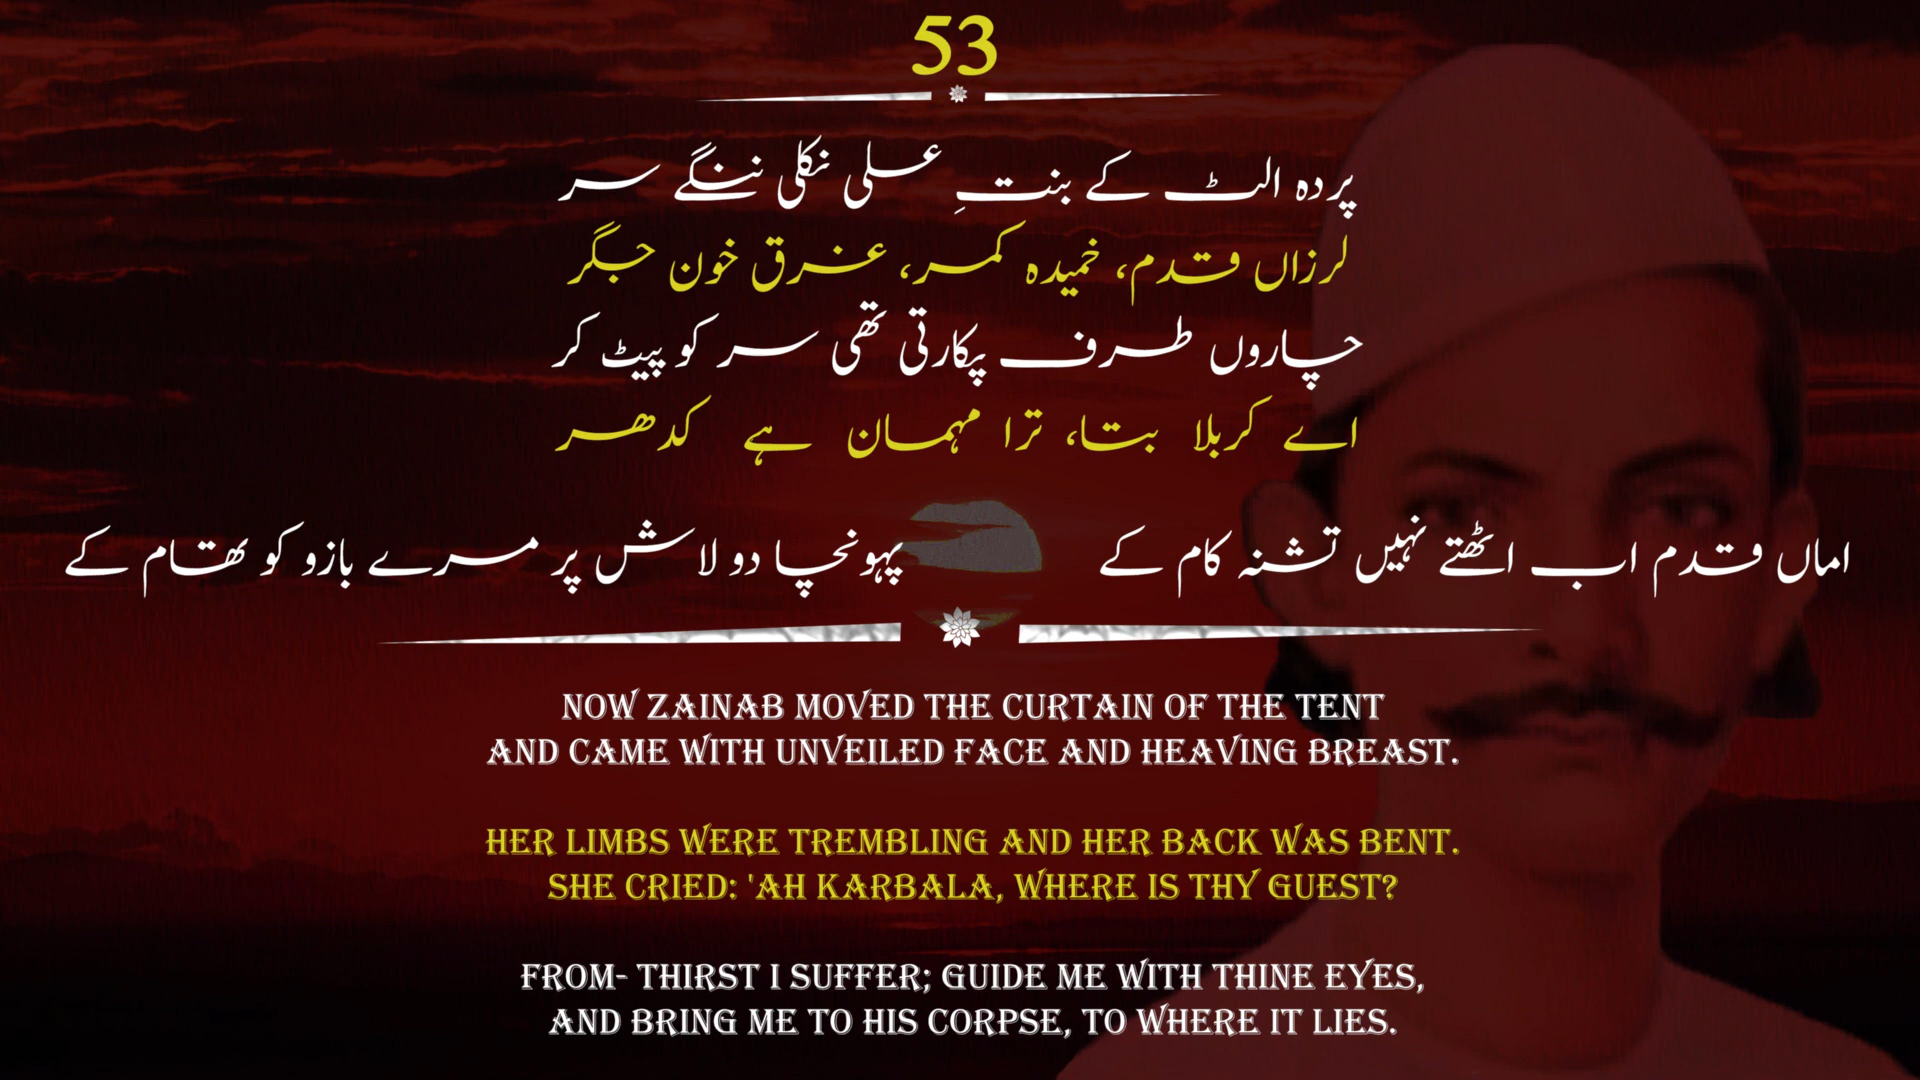 53
پردہ الٹ کے بنتِ علی نکلی ننگے سر
لرزاں قدم، خمیدہ کمر، غرق خون جگر
چاروں طرف پکارتی تھی سر کو پیٹ کر
اے کربلا بتا، ترا مہمان ہے کدھر
اماں قدم اب اٹھتے نہیں تشنہ کام کے پہونچا دو لاش پر مرے بازو کو تھام کے
NOW ZAINAB MOVED THE CURTAIN OF THE TENT
AND CAME WITH UNVEILED FACE AND HEAVING BREAST.
HER LIMBS WERE TREMBLING AND HER BACK WAS BENT.
SHE CRIED: 'AH KARBALA, WHERE IS THY GUEST?
FROM- THIRST I SUFFER; GUIDE ME WITH THINE EYES,
AND BRING ME TO HIS CORPSE, TO WHERE IT LIES.